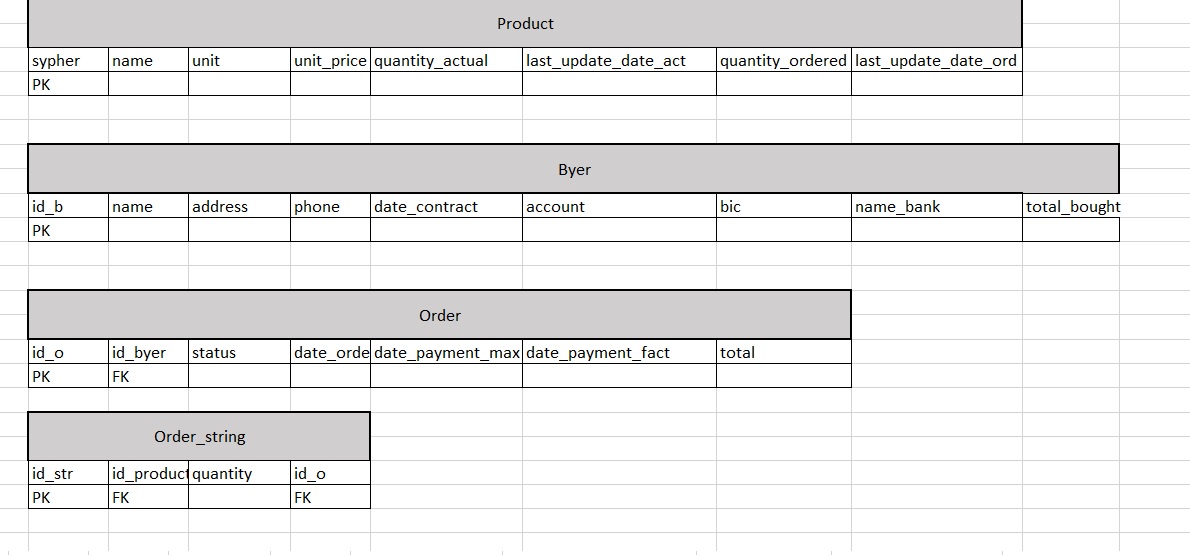 Product
sypher name unit unit_price quantity_actual last_update_date_act quantity_ordered last_update_date_ord
PK
Byer
id_b name address phone date_contract account bic name_bank total_bought
PK
Order
id_o id_byer status date_orde date_payment_max date_payment_fact total
PK FK
Order_string
id_str id_product quantity id_o
PK FK FK